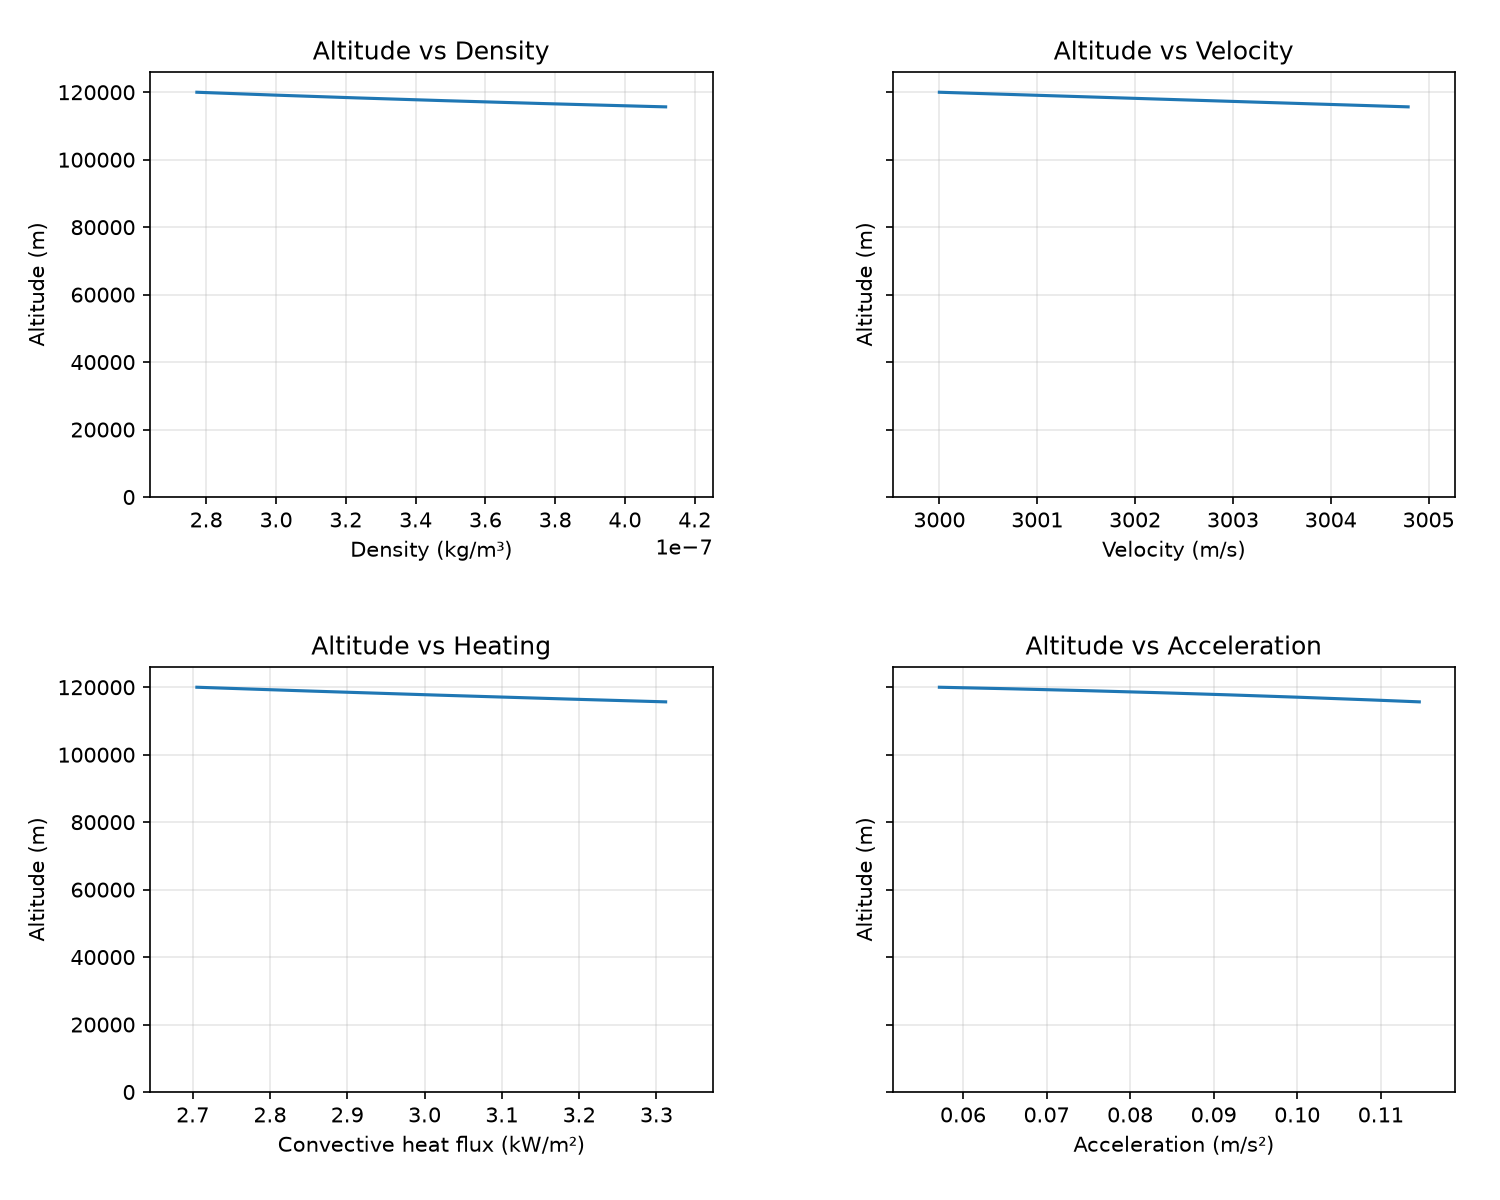 Altitude vs Density
Altitude (m)
120000
100000
80000
60000
40000
20000
0
2.8 3.0 3.2 3.4 3.6 3.8 4.0 4.2
1e−7
Density (kg/m³)
Altitude vs Velocity
Altitude (m)
3000 3001 3002 3003 3004 3005
Velocity (m/s)
Altitude vs Heating
Altitude (m)
120000
100000
80000
60000
40000
20000
0
2.7 2.8 2.9 3.0 3.1 3.2 3.3
Convective heat flux (kW/m²)
Altitude vs Acceleration
Altitude (m)
0.06 0.07 0.08 0.09 0.10 0.11
Acceleration (m/s²)